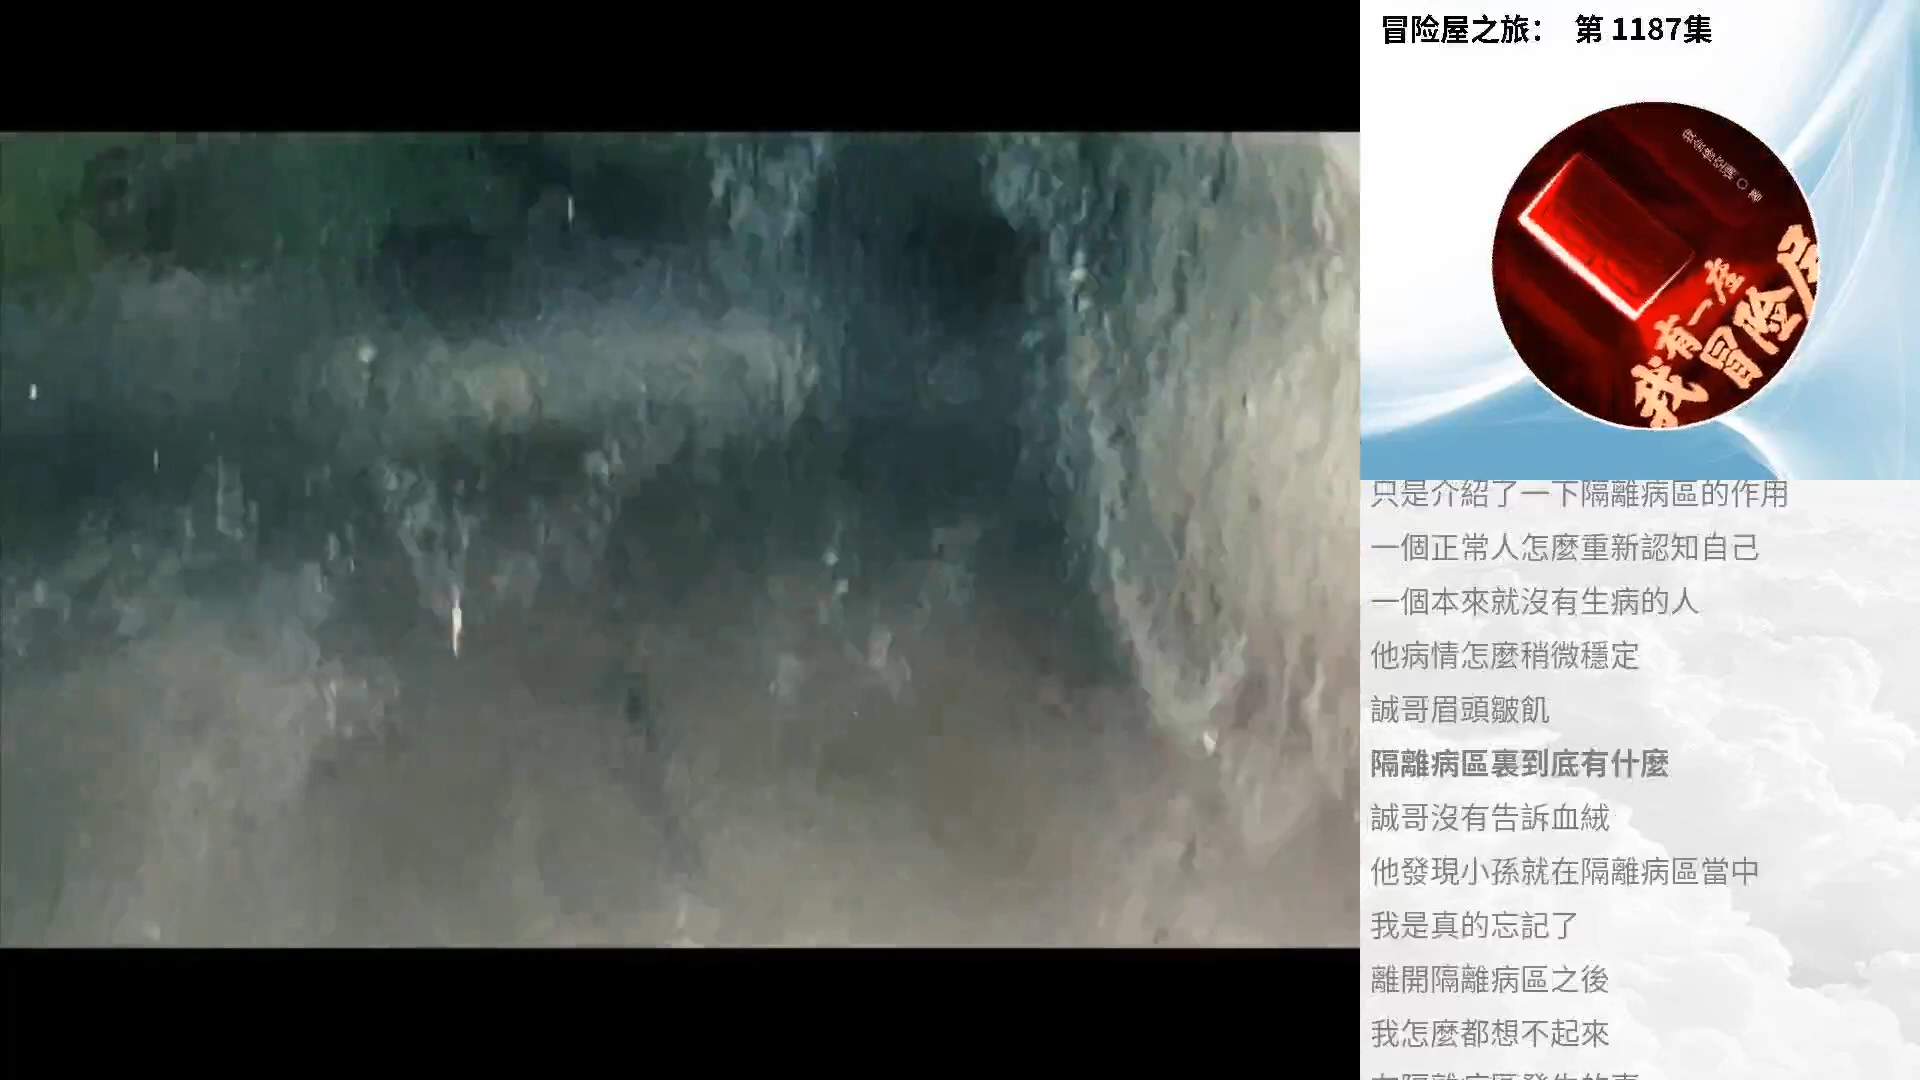 冒险屋之旅： 第 1187集
我会修空调 〇 著
我有一座
冒险屋
只是介紹了一下隔離病區的作用
一個正常人怎麼重新認知自己
一個本來就沒有生病的人
他病情怎麼稍微穩定
誠哥眉頭皺飢
隔離病區裏到底有什麼
誠哥沒有告訴血絨
他發現小孫就在隔離病區當中
我是真的忘記了
離開隔離病區之後
我怎麼都想不起來